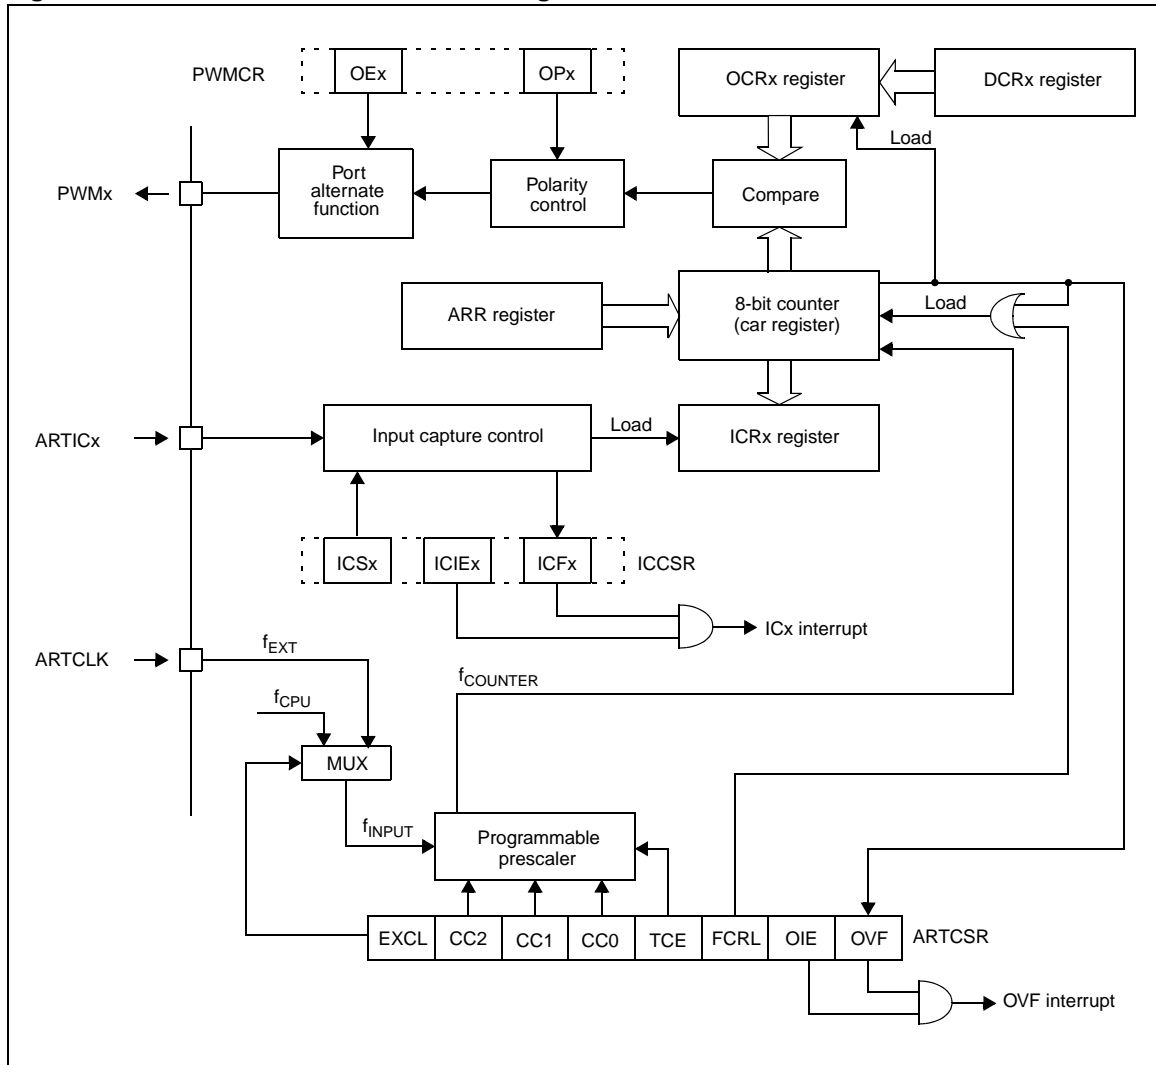 PWMCR
OEx
OPx
OCRx register
DCRx register
Load
PWMx
Port
alternate
function
Polarity
control
Compare
ARR register
8-bit counter
(car register)
Load
ARTICx
Input capture control
Load
ICRx register
ICSx
ICIEx
ICFx
ICCSR
ICx interrupt
ARTCLK
fEXT
fCOUNTER
fCPU
MUX
fINPUT
Programmable
prescaler
EXCL
CC2
CC1
CC0
TCE
FCRL
OIE
OVF
ARTCSR
OVF interrupt